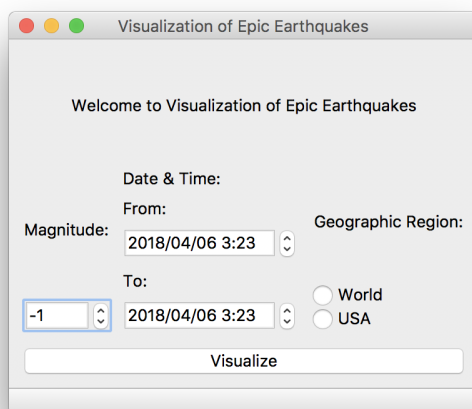 Visualization of Epic Earthquakes
Welcome to Visualization of Epic Earthquakes
Date & Time:
From:
Magnitude:
Geographic Region:
2018/04/06 3:23
To:
World
-1
2018/04/06 3:23
USA
Visualize